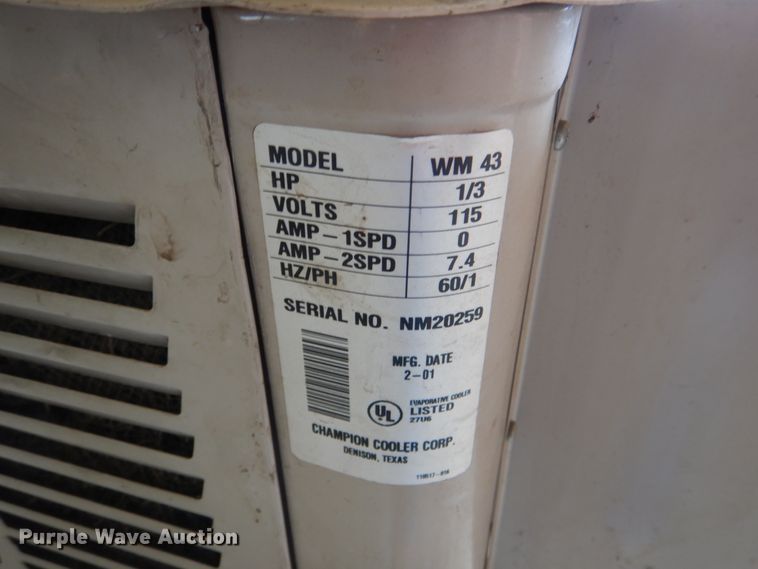 MODEL WM 43
HP 1/3
VOLTS 115
AMP-1SPD 0
AMP-2SPD 7.4
HZ/PH 60/1
SERIAL NO. NM20259
MFG. DATE
2-01
UL
EVAPORATIVE COOLER
LISTED
27U6
CHAMPION COOLER CORP.
DENISON, TEXAS
Purple Wave Auction